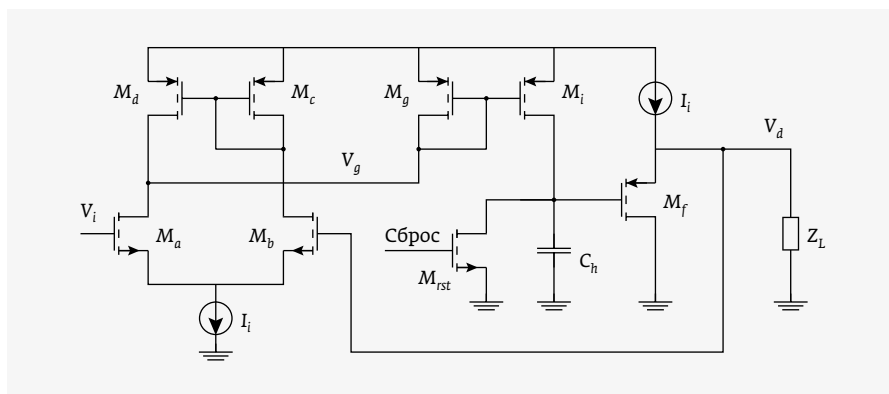 M_d
M_c
M_g
M_i
I_i
V_d
V_g
V_i
M_a
M_b
Сброс
M_rst
C_h
M_f
Z_L
I_i